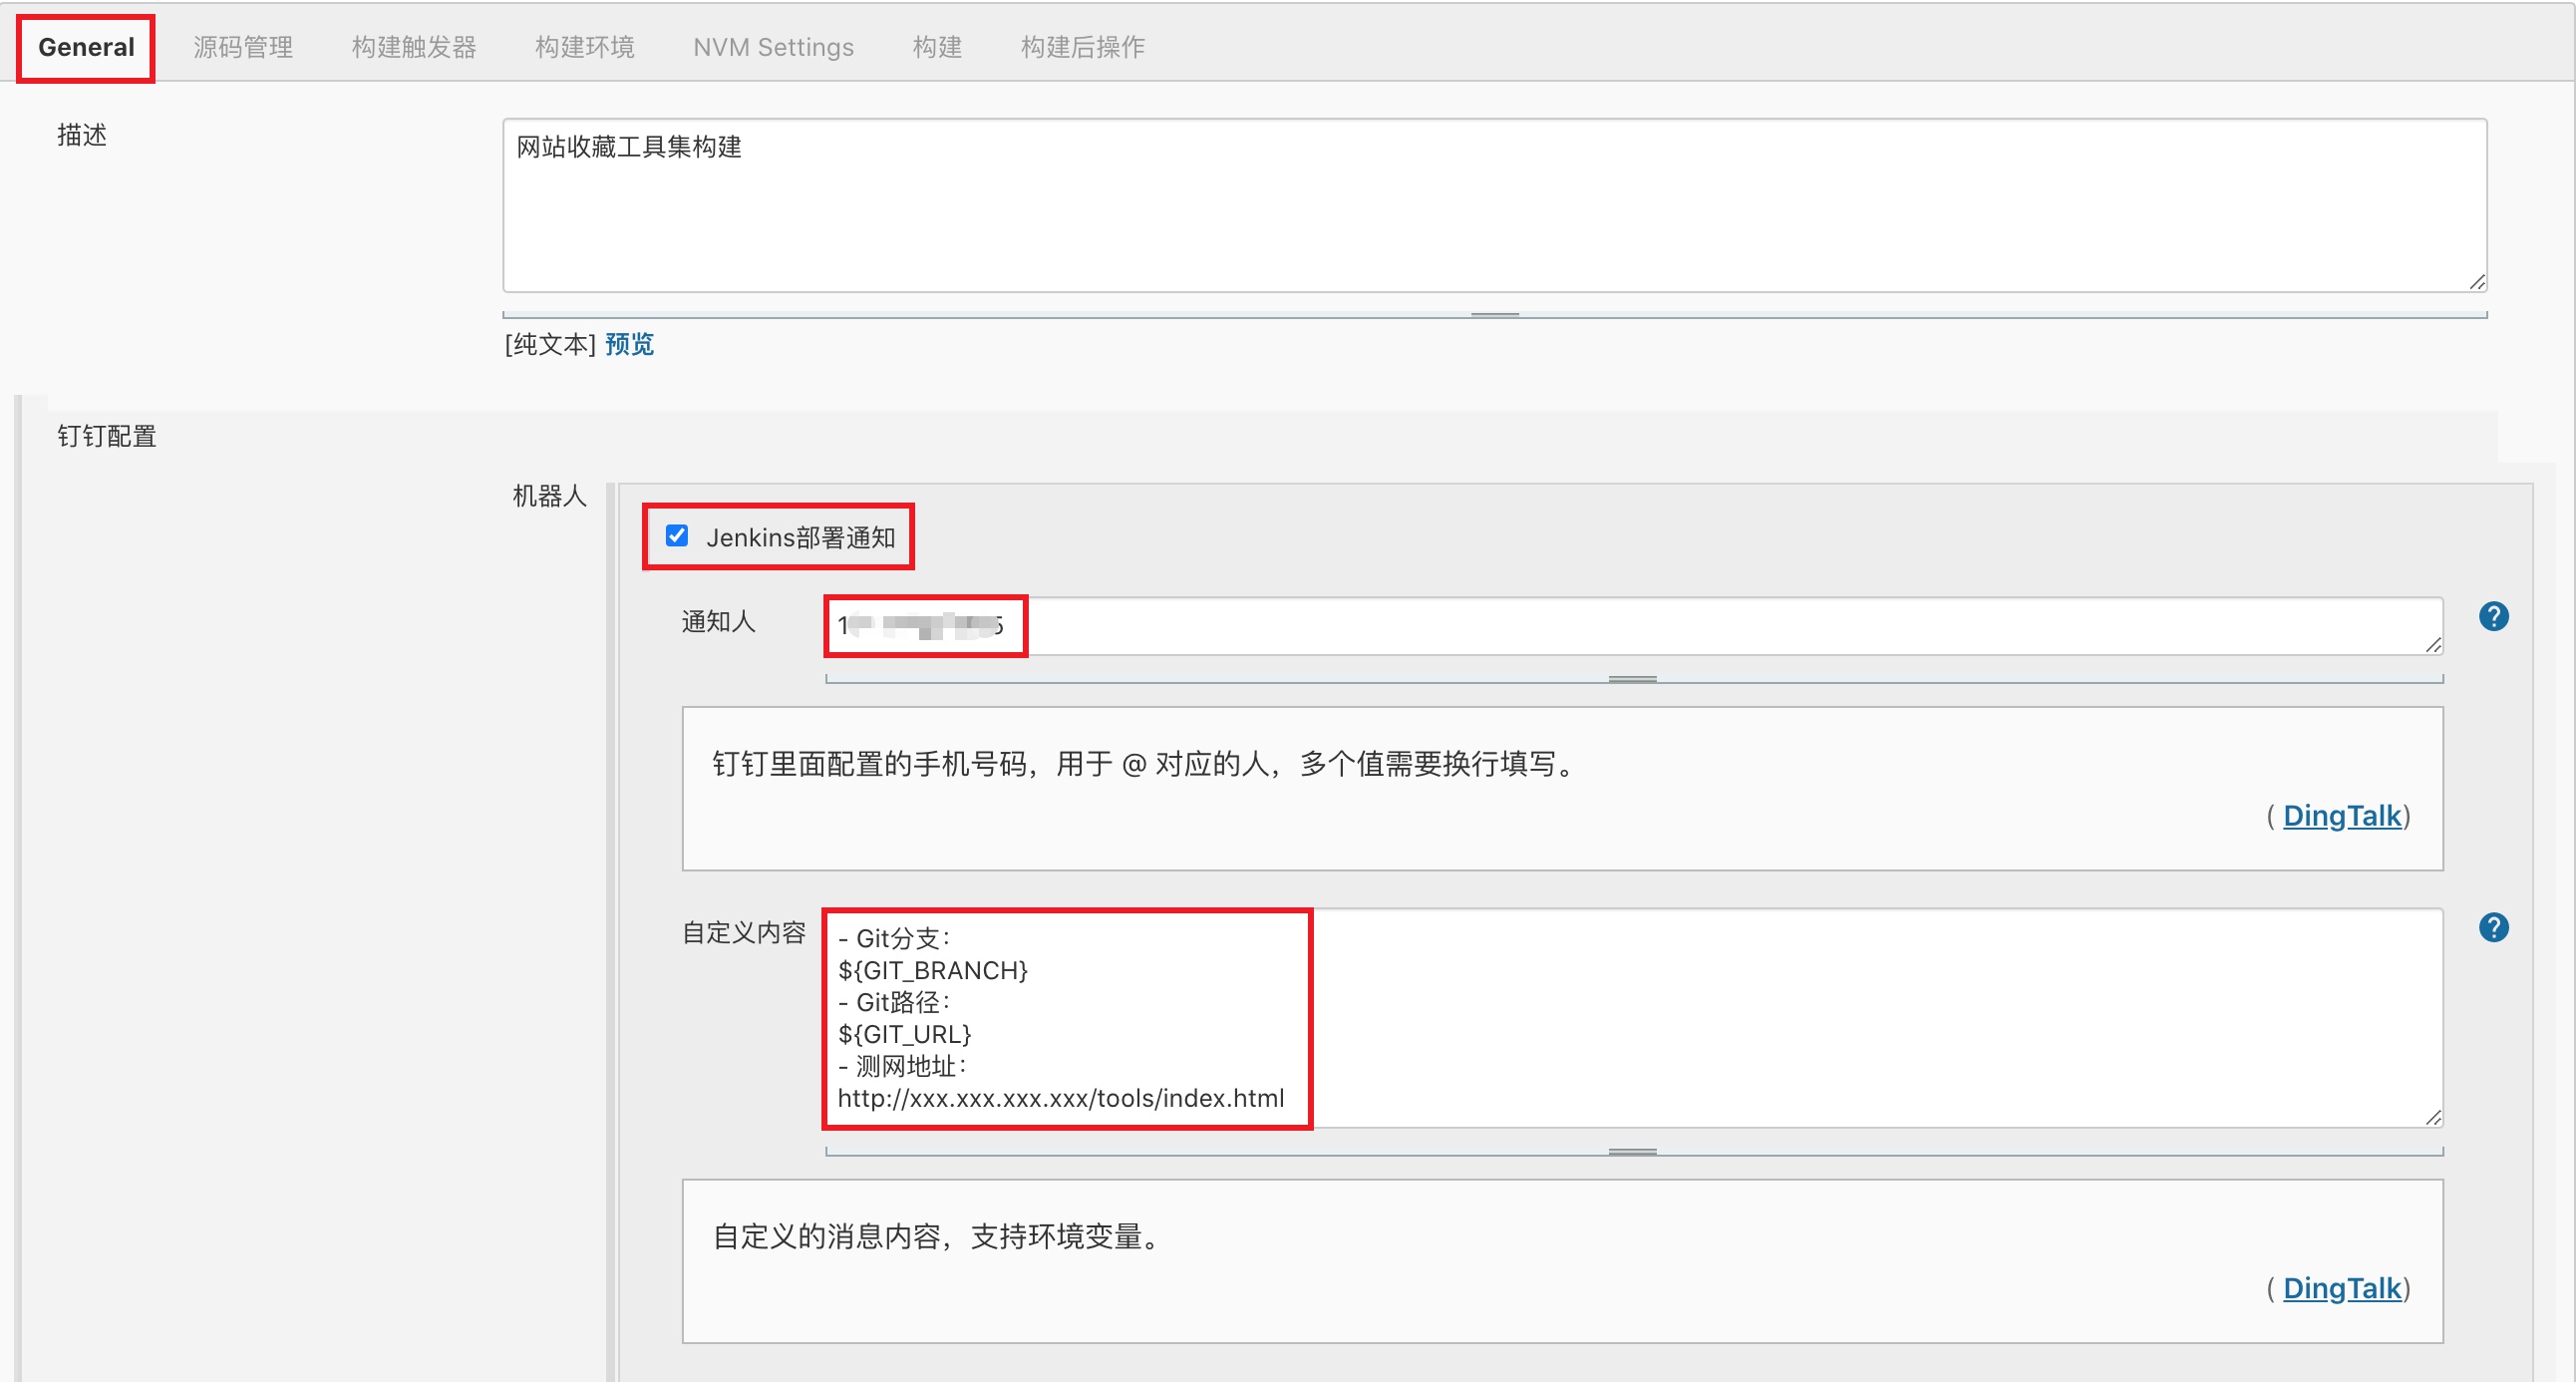 General 源码管理 构建触发器 构建环境 NVM Settings 构建 构建后操作
描述
网站收藏工具集构建
[纯文本] 预览
钉钉配置
机器人
Jenkins部署通知
通知人
钉钉里面配置的手机号码，用于 @ 对应的人，多个值需要换行填写。
( DingTalk)
自定义内容
- Git分支：
${GIT_BRANCH}
- Git路径：
${GIT_URL}
- 测网地址：
http://xxx.xxx.xxx.xxx/tools/index.html
自定义的消息内容，支持环境变量。
( DingTalk)